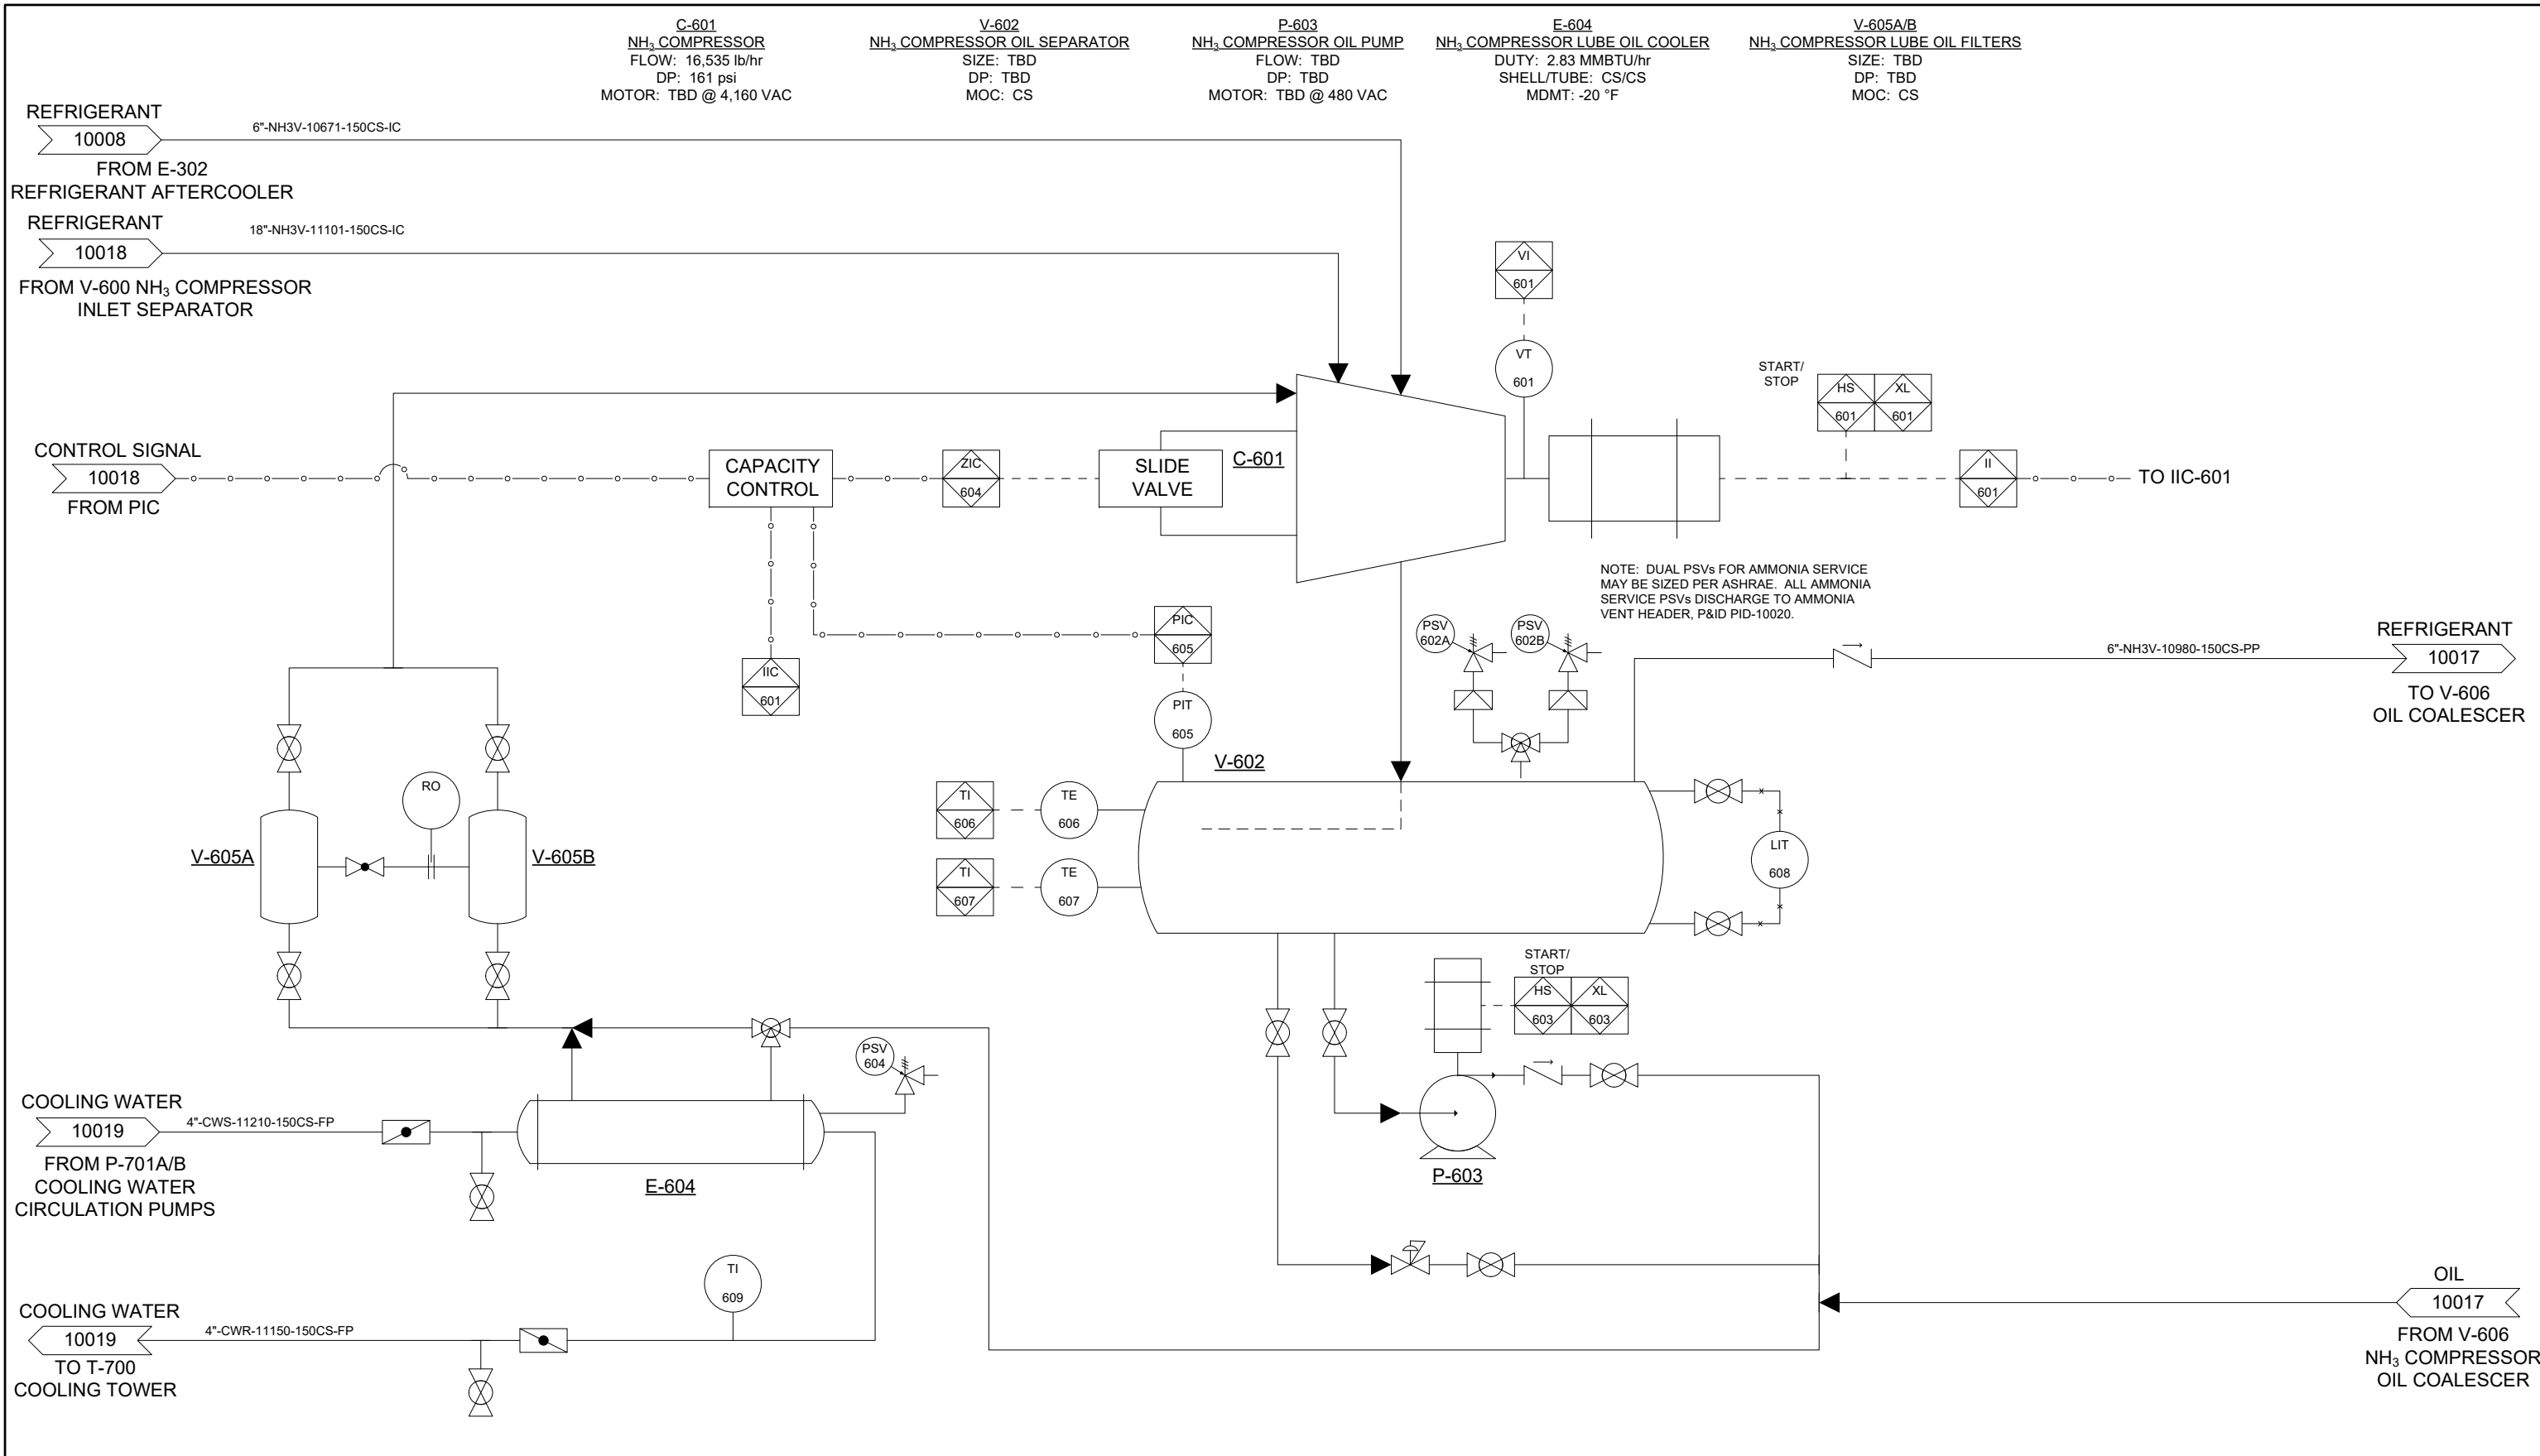 C-601
NH₃ COMPRESSOR
FLOW: 16,535 lb/hr
DP: 161 psi
MOTOR: TBD @ 4,160 VAC
V-602
NH₃ COMPRESSOR OIL SEPARATOR
SIZE: TBD
DP: TBD
MOC: CS
P-603
NH₃ COMPRESSOR OIL PUMP
FLOW: TBD
DP: TBD
MOTOR: TBD @ 480 VAC
E-604
NH₃ COMPRESSOR LUBE OIL COOLER
DUTY: 2.83 MMBTU/hr
SHELL/TUBE: CS/CS
MDMT: -20 °F
V-605A/B
NH₃ COMPRESSOR LUBE OIL FILTERS
SIZE: TBD
DP: TBD
MOC: CS
REFRIGERANT
10008
6"-NH3V-10671-150CS-IC
FROM E-302
REFRIGERANT AFTERCOOLER
REFRIGERANT
10018
18"-NH3V-11101-150CS-IC
FROM V-600 NH₃ COMPRESSOR
INLET SEPARATOR
VI
601
VT
601
START/
STOP
HS
601
XL
601
CONTROL SIGNAL
10018
FROM PIC
CAPACITY
CONTROL
ZIC
604
SLIDE
VALVE
C-601
II
601
TO IIC-601
NOTE: DUAL PSVs FOR AMMONIA SERVICE
MAY BE SIZED PER ASHRAE. ALL AMMONIA
SERVICE PSVs DISCHARGE TO AMMONIA
VENT HEADER, P&ID PID-10020.
IIC
601
PIC
605
PIT
605
PSV
602A
PSV
602B
6"-NH3V-10980-150CS-PP
REFRIGERANT
10017
TO V-606
OIL COALESCER
V-602
RO
V-605A
V-605B
TI
606
TE
606
TI
607
TE
607
LIT
608
START/
STOP
HS
603
XL
603
PSV
604
COOLING WATER
10019
4"-CWS-11210-150CS-FP
FROM P-701A/B
COOLING WATER
CIRCULATION PUMPS
E-604
P-603
TI
609
COOLING WATER
10019
4"-CWR-11150-150CS-FP
TO T-700
COOLING TOWER
OIL
10017
FROM V-606
NH₃ COMPRESSOR
OIL COALESCER